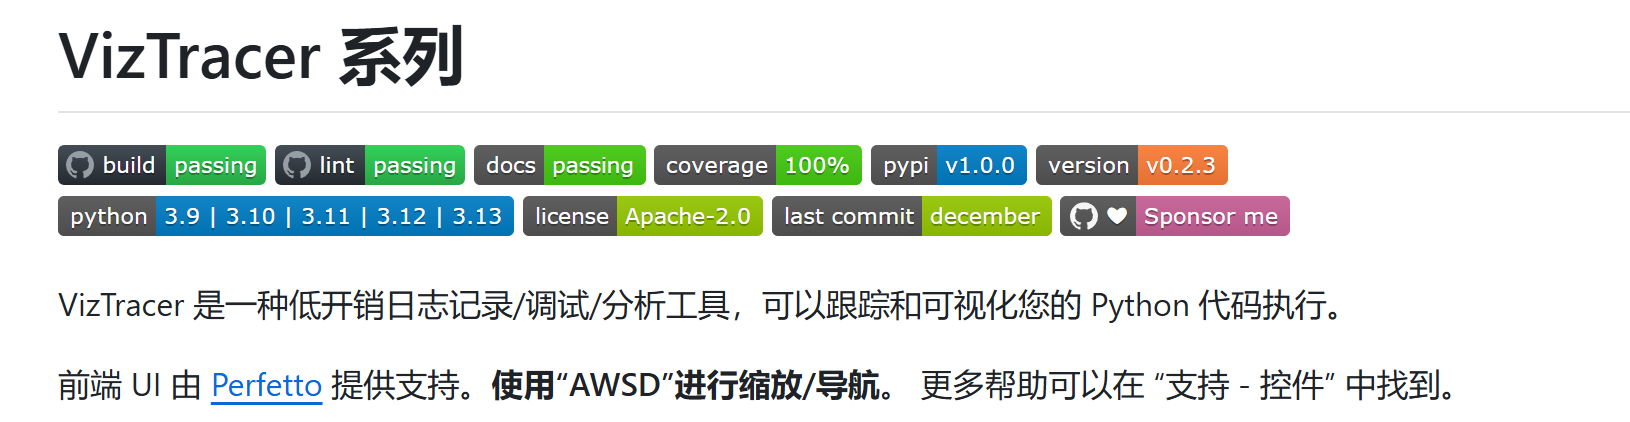 VizTracer 系列
build passing lint passing docs passing coverage 100% pypi v1.0.0 version v0.2.3
python 3.9 | 3.10 | 3.11 | 3.12 | 3.13 license Apache-2.0 last commit december Sponsor me
VizTracer 是一种低开销日志记录/调试/分析工具，可以跟踪和可视化您的 Python 代码执行。
前端 UI 由 Perfetto 提供支持。使用“AWSD”进行缩放/导航。 更多帮助可以在 “支持 - 控件” 中找到。